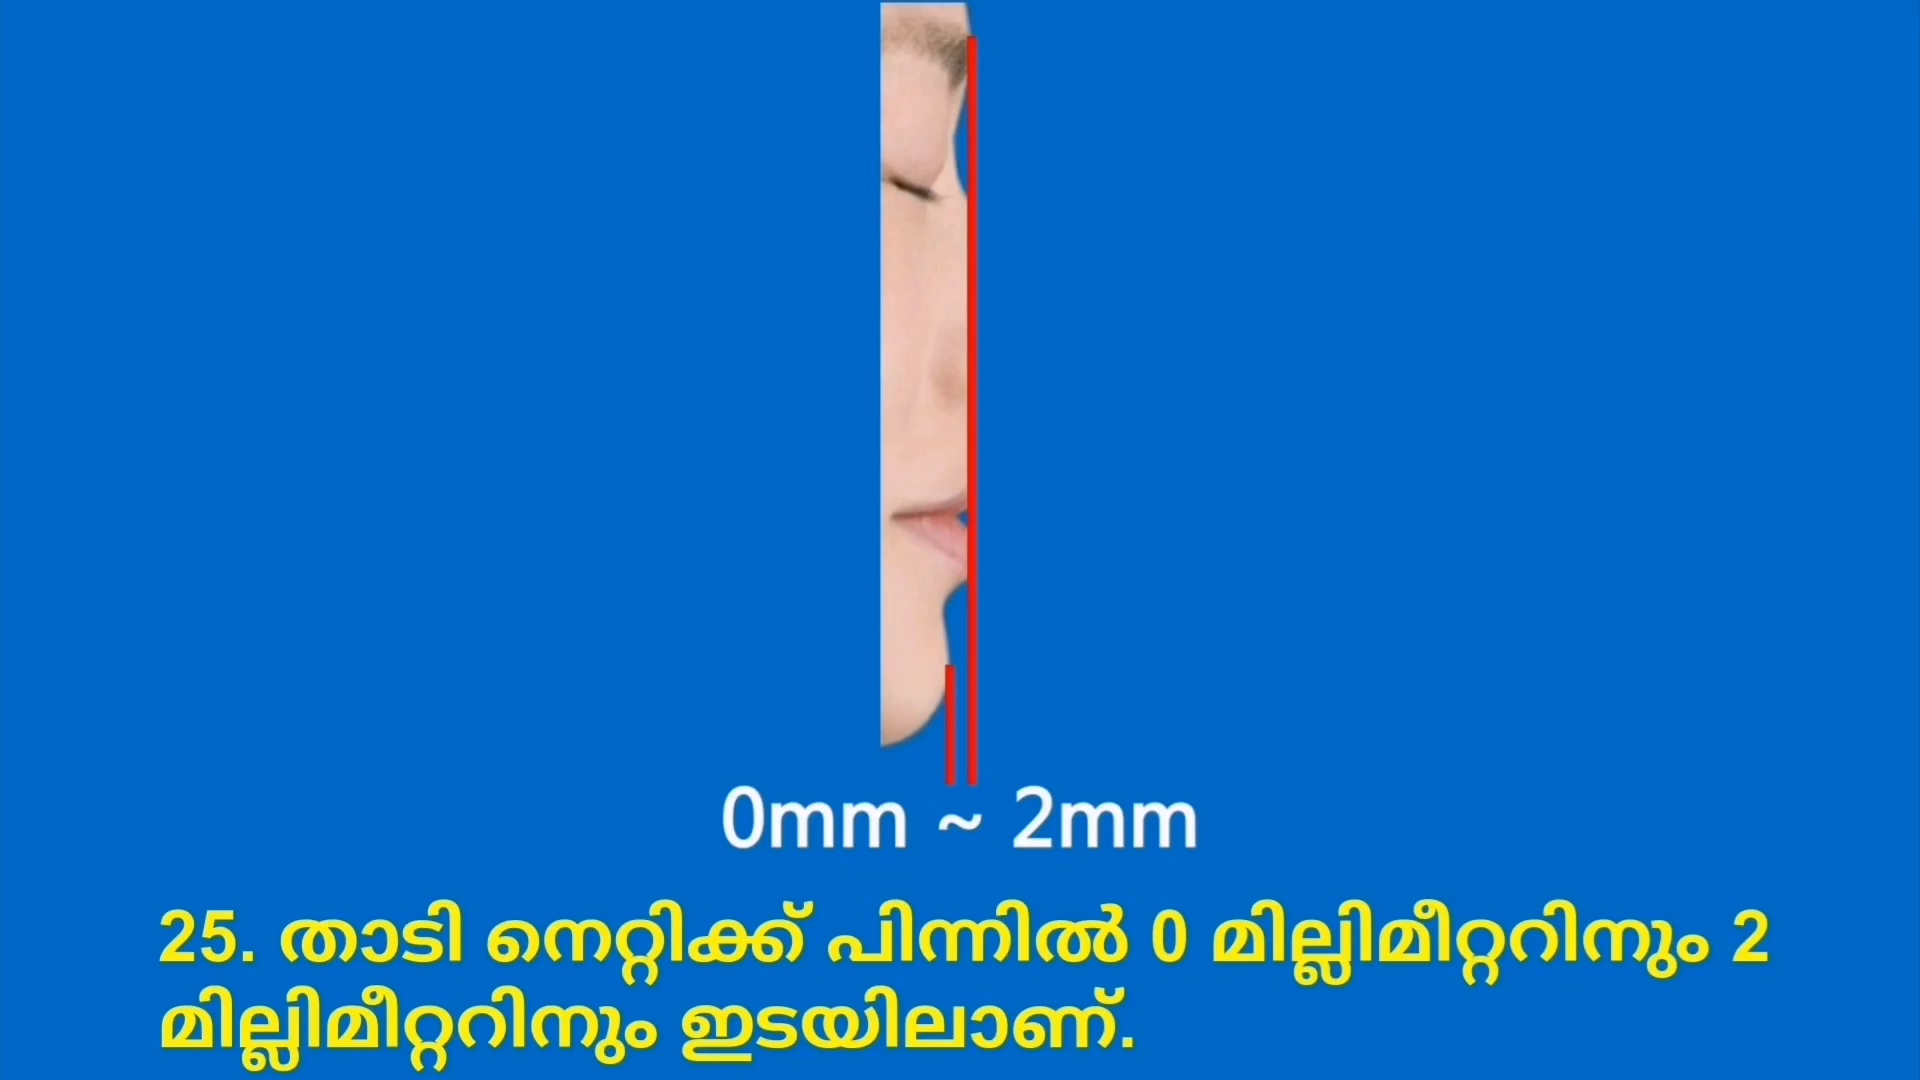 0mm ~ 2mm
25. താടി നെറ്റിക്ക് പിന്നിൽ 0 മില്ലിമീറ്ററിനും 2
മില്ലിമീറ്ററിനും ഇടയിലാണ്.